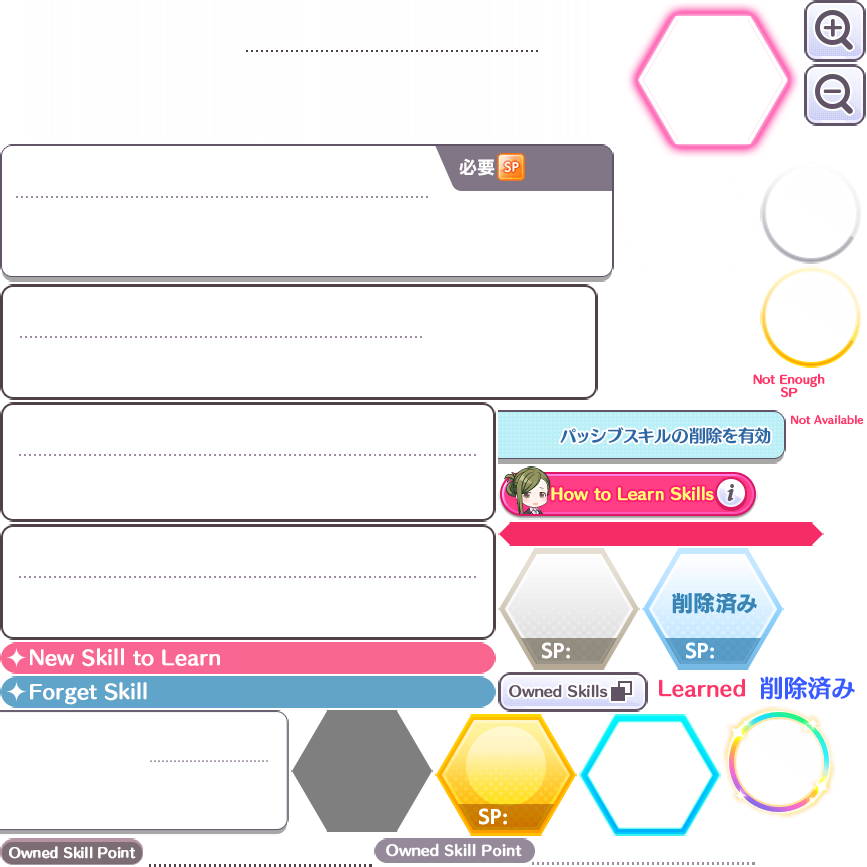 必要 SP
Not Enough
SP
Not Available
パッシブスキルの削除を有効
How to Learn Skills i
削除済み
SP:
SP:
New Skill to Learn
Forget Skill
Owned Skills
Learned
削除済み
SP:
Owned Skill Point
Owned Skill Point